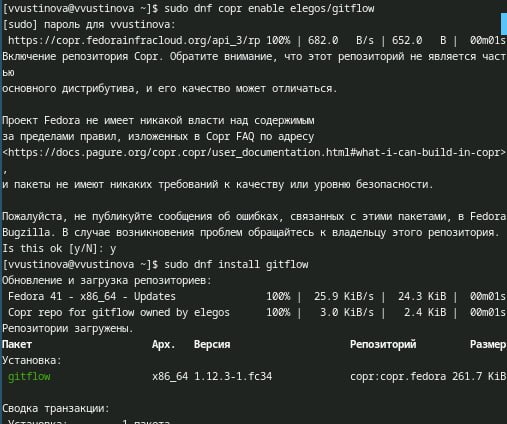 [vvustinova@vvustinova ~]$ sudo dnf copr enable elegos/gitflow
[sudo] пароль для vvustinova:
https://copr.fedorainfracloud.org/api_3/rp 100% | 682.0   B/s | 652.0   B |  00m01s
Включение репозитория Copr. Обратите внимание, что этот репозиторий не является част
ью
основного дистрибутива, и его качество может отличаться.
Проект Fedora не имеет никакой власти над содержимым
за пределами правил, изложенных в Copr FAQ по адресу
<https://docs.pagure.org/copr.copr/user_documentation.html#what-i-can-build-in-copr>
,
и пакеты не имеют никаких требований к качеству или уровню безопасности.
Пожалуйста, не публикуйте сообщения об ошибках, связанных с этими пакетами, в Fedora
Bugzilla. В случае возникновения проблем обращайтесь к владельцу этого репозитория.
Is this ok [y/N]: y
[vvustinova@vvustinova ~]$ sudo dnf install gitflow
Обновление и загрузка репозиториев:
Fedora 41 - x86_64 - Updates               100% |  25.9 KiB/s |  24.3 KiB |  00m01s
Copr repo for gitflow owned by elegos      100% |   3.0 KiB/s |   2.4 KiB |  00m01s
Репозитории загружены.
Пакет                    Арх.   Версия                    Репозиторий         Размер
Установка:
gitflow                 x86_64 1.12.3-1.fc34             copr:copr.fedora 261.7 KiB
Сводка транзакции:
Установка:         1 пакета